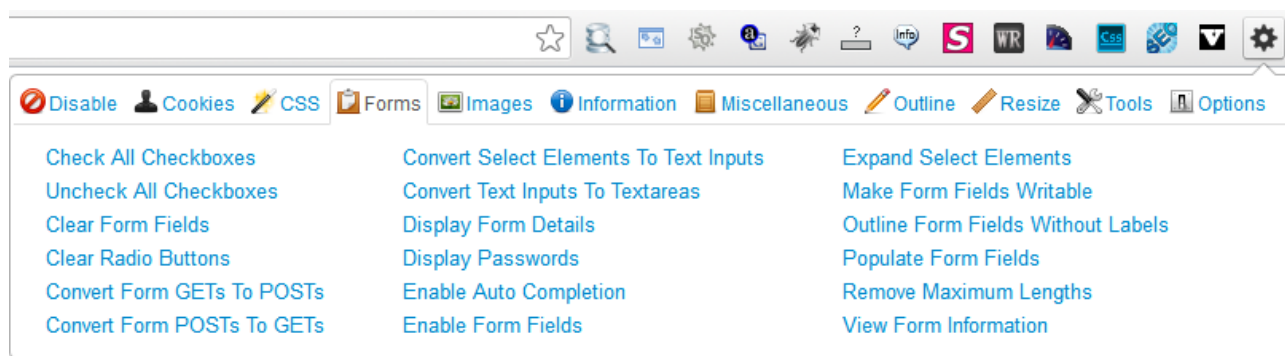 ? Info S WR Css
Disable Cookies CSS Forms Images Information Miscellaneous Outline Resize Tools Options
Check All Checkboxes Convert Select Elements To Text Inputs Expand Select Elements
Uncheck All Checkboxes Convert Text Inputs To Textareas Make Form Fields Writable
Clear Form Fields Display Form Details Outline Form Fields Without Labels
Clear Radio Buttons Display Passwords Populate Form Fields
Convert Form GETs To POSTs Enable Auto Completion Remove Maximum Lengths
Convert Form POSTs To GETs Enable Form Fields View Form Information